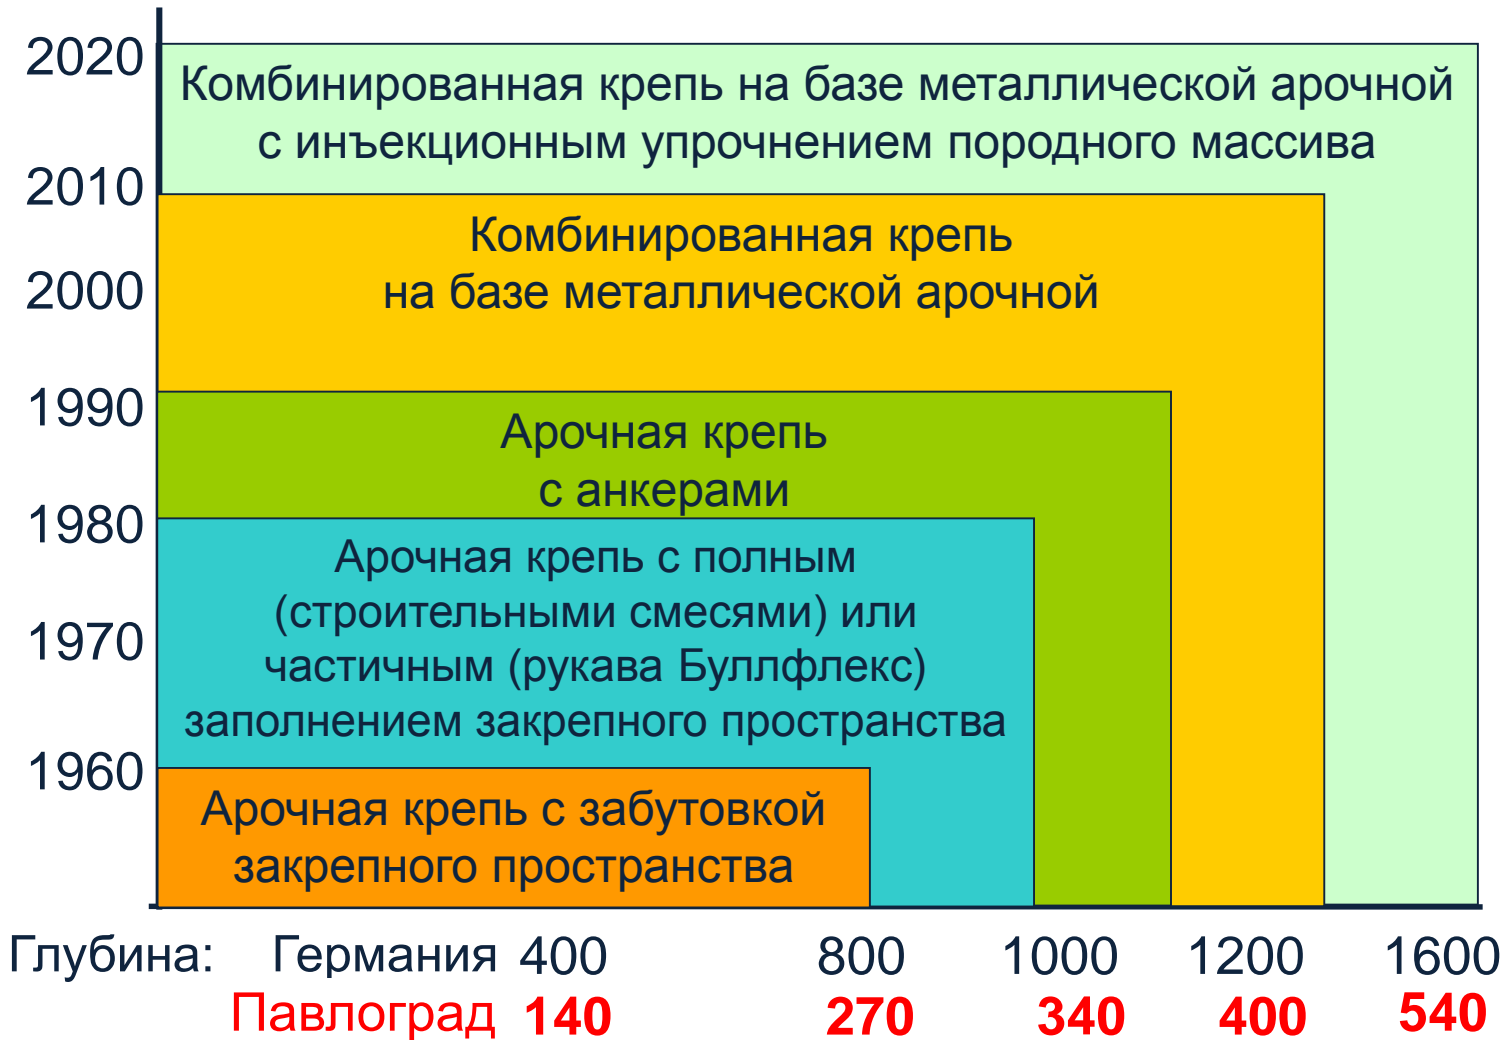 2020
Комбинированная крепь на базе металлической арочной
с инъекционным упрочнением породного массива
2010
Комбинированная крепь
2000
на базе металлической арочной
1990
Арочная крепь
с анкерами
1980
Арочная крепь с полным
(строительными смесями) или
1970
частичным (рукава Буллфлекс)
заполнением закрепного пространства
1960
Арочная крепь с забутовкой
закрепного пространства
Глубина: Германия 400 800 1000 1200 1600
Павлоград 140 270 340 400 540